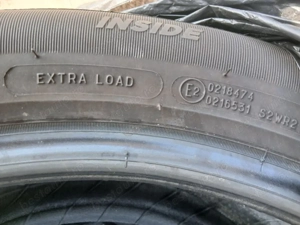 INSIDE
EXTRA LOAD
E2
0218474
0216531 S2WR2